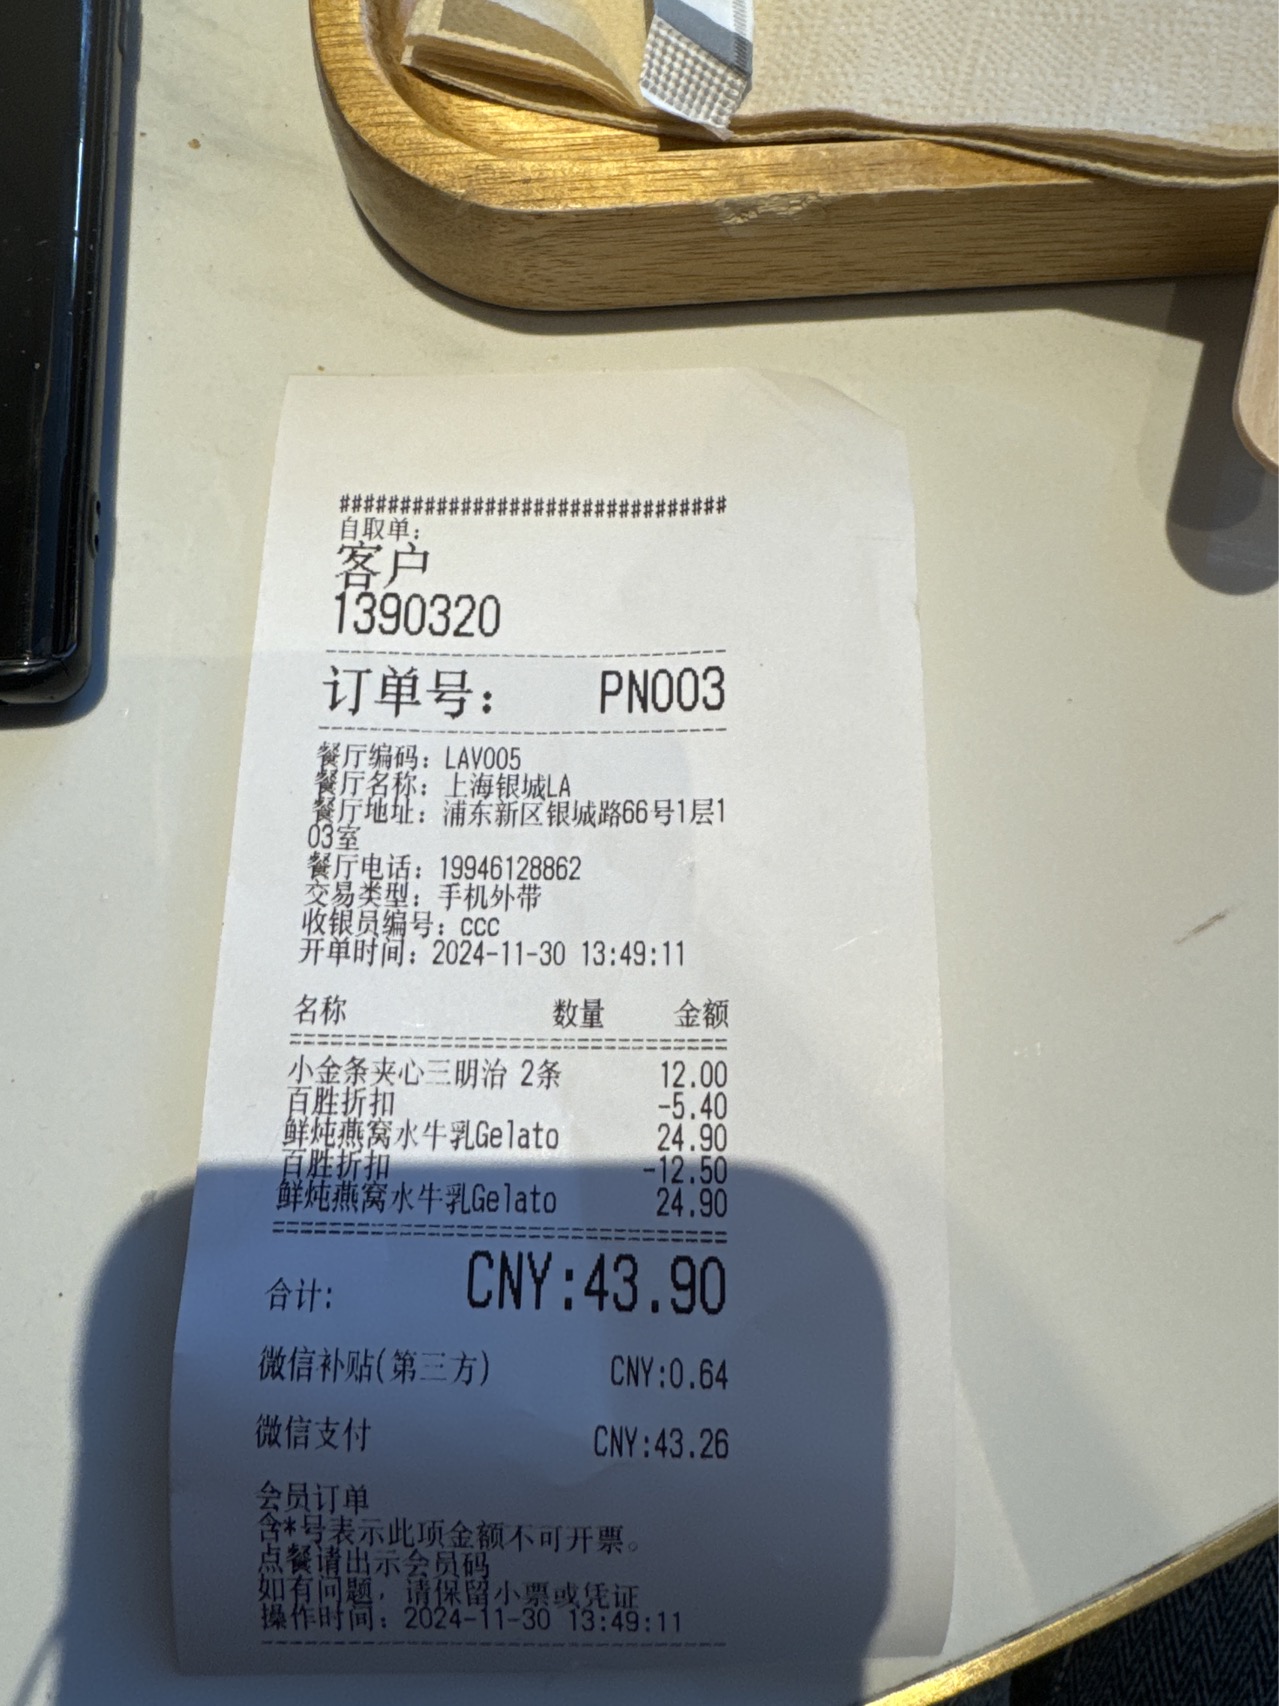 ################################
自取单：
客户
1390320
订单号： PN003
餐厅编码：LAV005
餐厅名称：上海银城LA
餐厅地址：浦东新区银城路66号1层1
03室
餐厅电话：19946128862
交易类型：手机外带
收银员编号：ccc
开单时间：2024-11-30 13:49:11
名称 数量 金额
小金条夹心三明治 2条 12.00
百胜折扣 -5.40
鲜炖燕窝水牛乳Gelato 24.90
百胜折扣 -12.50
鲜炖燕窝水牛乳Gelato 24.90
合计: CNY:43.90
微信补贴(第三方) CNY:0.64
微信支付 CNY:43.26
会员订单
含*号表示此项金额不可开票。
点餐请出示会员码
如有问题，请保留小票或凭证
操作时间：2024-11-30 13:49:11